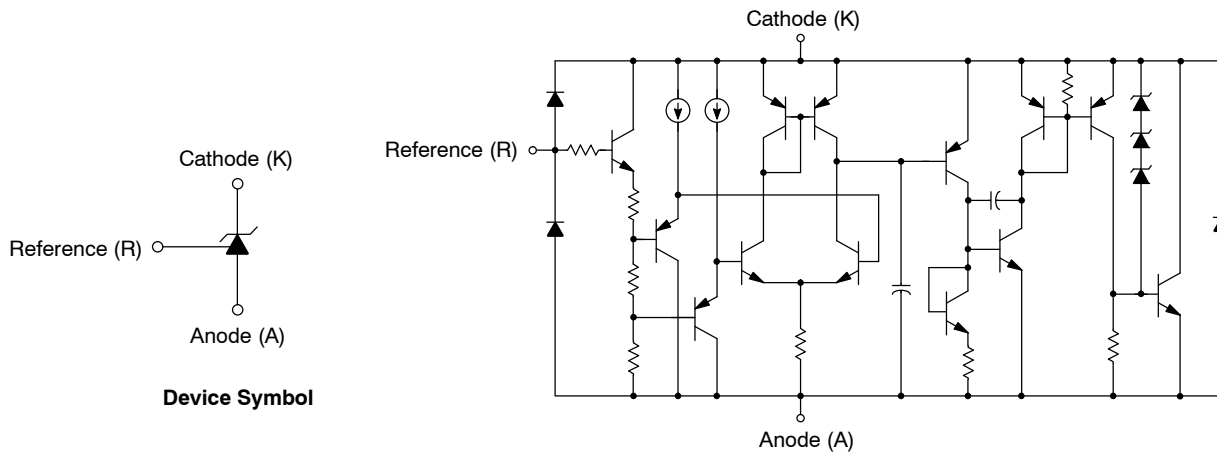 Cathode (K)
Reference (R)
Anode (A)
Device Symbol
Cathode (K)
Reference (R)
Anode (A)